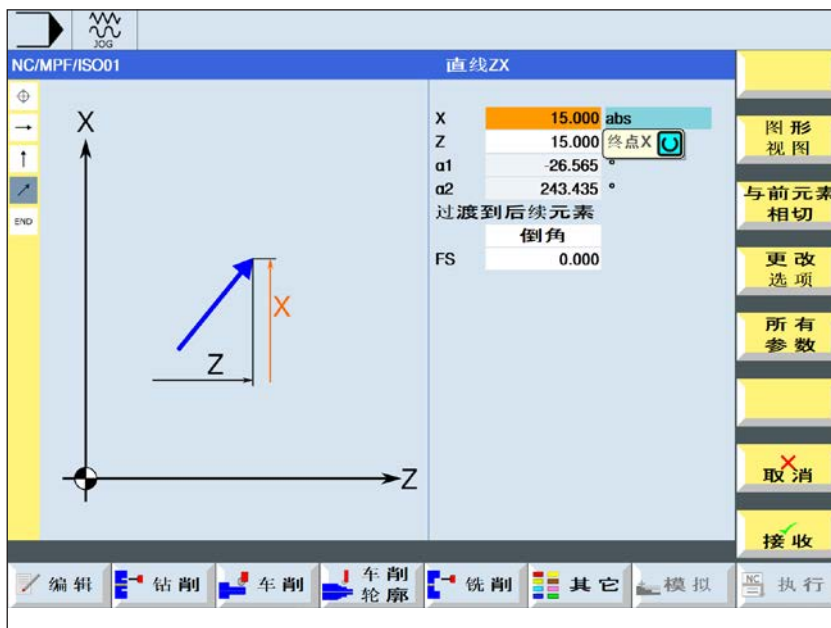 JOG
NC/MPF/ISO01
直线ZX
X 15.000 abs
Z 15.000
终点X
α1 -26.565 °
α2 243.435 °
过渡到后续元素
倒角
FS 0.000
END
X
X
Z
Z
图形
视图
与前元素
相切
更改
选项
所有
参数
取消
接收
编辑
钻削
车削
车削
轮廓
铣削
其它
模拟
NC
执行